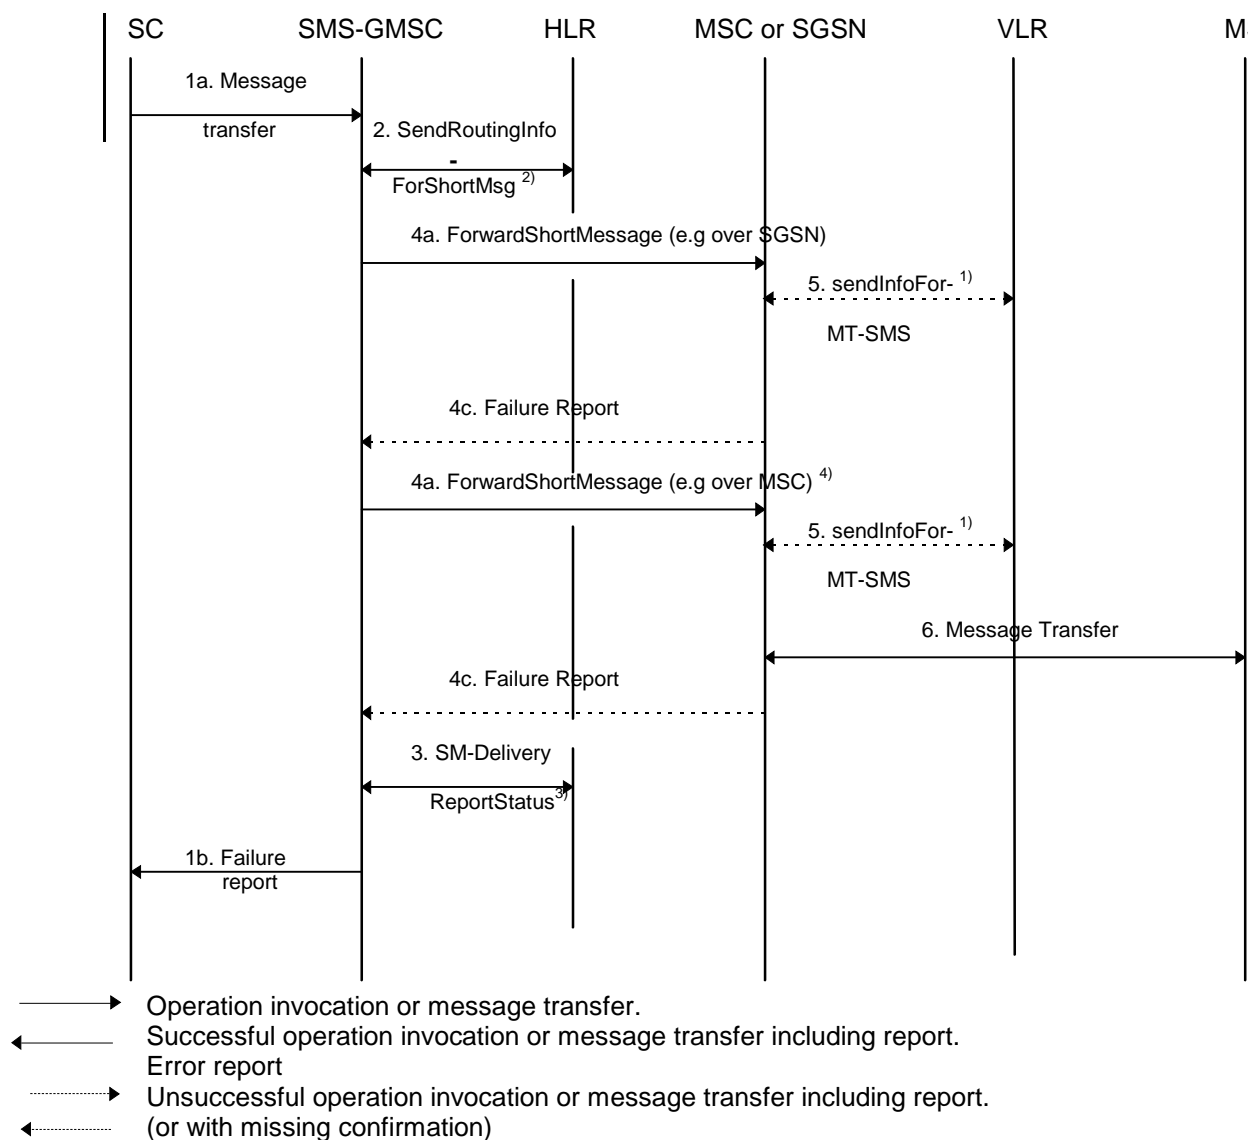 SC SMS-GMSC HLR MSC or SGSN VLR M
1a. Message
transfer
2. SendRoutingInfo
-
ForShortMsg 2)
4a. ForwardShortMessage (e.g over SGSN)
5. sendInfoFor- 1)
MT-SMS
4c. Failure Report
4a. ForwardShortMessage (e.g over MSC) 4)
5. sendInfoFor- 1)
MT-SMS
6. Message Transfer
4c. Failure Report
3. SM-Delivery
ReportStatus3)
1b. Failure
report
Operation invocation or message transfer.
Successful operation invocation or message transfer including report.
Error report
Unsuccessful operation invocation or message transfer including report.
(or with missing confirmation)